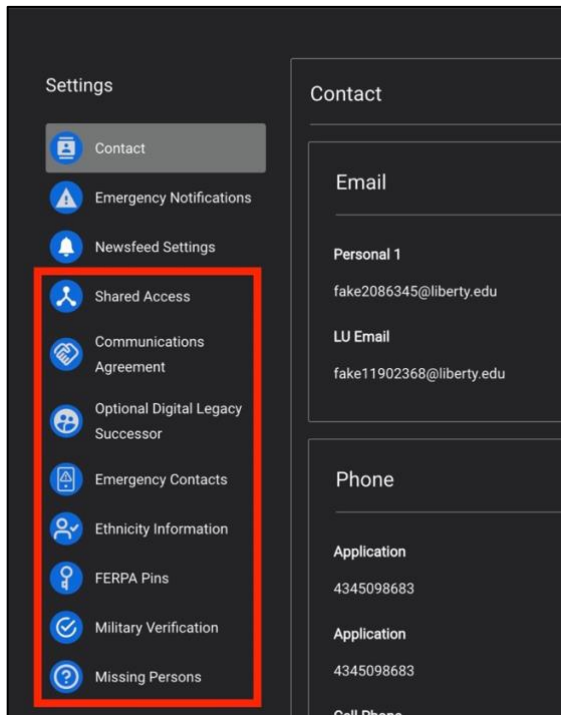 Settings
Contact
Emergency Notifications
Newsfeed Settings
Shared Access
Communications
Agreement
Optional Digital Legacy
Successor
Emergency Contacts
Ethnicity Information
FERPA Pins
Military Verification
Missing Persons
Contact
Email
Personal 1
fake2086345@liberty.edu
LU Email
fake11902368@liberty.edu
Phone
Application
4345098683
Application
4345098683
Cell Phone